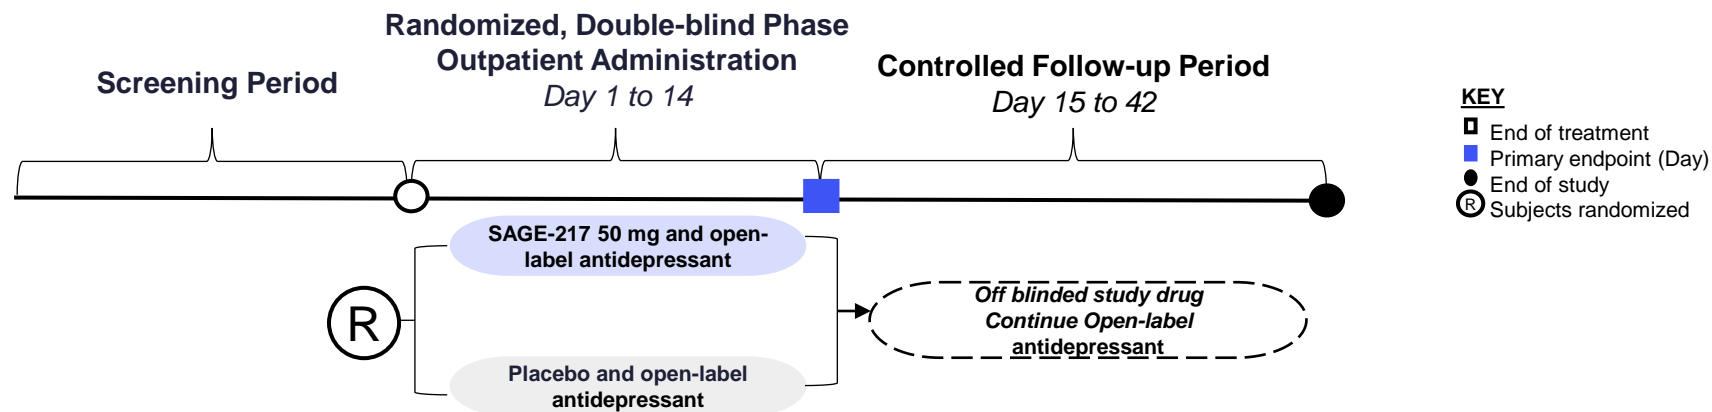 Screening Period
Randomized, Double-blind Phase
Outpatient Administration
Day 1 to 14
Controlled Follow-up Period
Day 15 to 42
KEY
End of treatment
Primary endpoint (Day)
End of study
R Subjects randomized
R
SAGE-217 50 mg and open-
label antidepressant
Placebo and open-label
antidepressant
Off blinded study drug
Continue Open-label
antidepressant